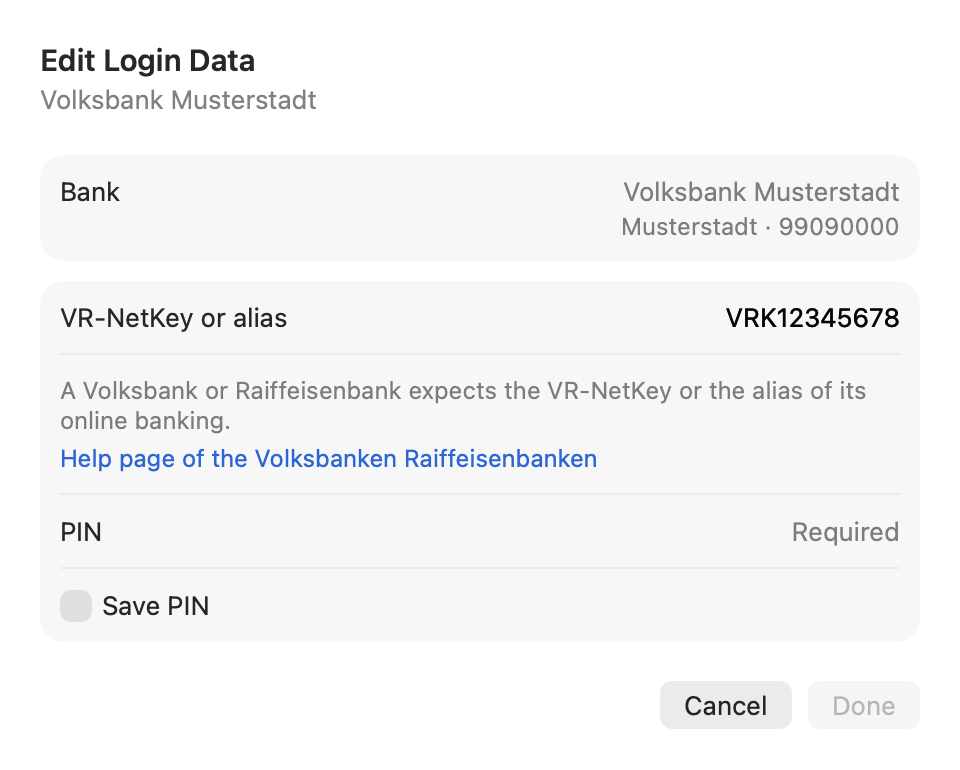 Edit Login Data
Volksbank Musterstadt
Bank
Volksbank Musterstadt
Musterstadt · 99090000
VR-NetKey or alias
VRK12345678
A Volksbank or Raiffeisenbank expects the VR-NetKey or the alias of its
online banking.
Help page of the Volksbanken Raiffeisenbanken
PIN
Required
Save PIN
Cancel
Done